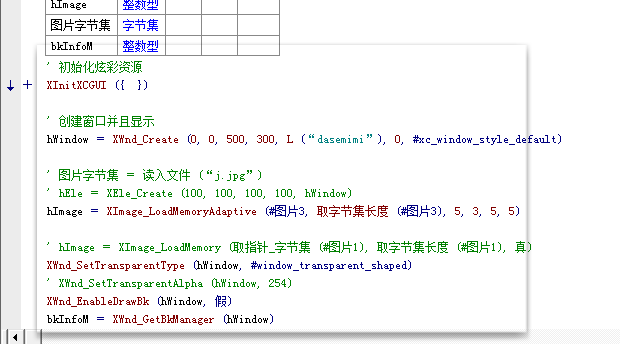 hImage 整数型
图片字节集 字节集
bkInfoM 整数型
' 初始化炫彩资源
XInitXCGUI ({ })
' 创建窗口并且显示
hWindow = XWnd_Create (0, 0, 500, 300, L (“dasemimi”), 0, #xc_window_style_default)
' 图片字节集 = 读入文件 (“j.jpg”)
' hEle = XEle_Create (100, 100, 100, 100, hWindow)
hImage = XImage_LoadMemoryAdaptive (#图片3, 取字节集长度 (#图片3), 5, 3, 5, 5)
' hImage = XImage_LoadMemory (取指针_字节集 (#图片1), 取字节集长度 (#图片1), 真)
XWnd_SetTransparentType (hWindow, #window_transparent_shaped)
' XWnd_SetTransparentAlpha (hWindow, 254)
XWnd_EnableDrawBk (hWindow, 假)
bkInfoM = XWnd_GetBkManager (hWindow)